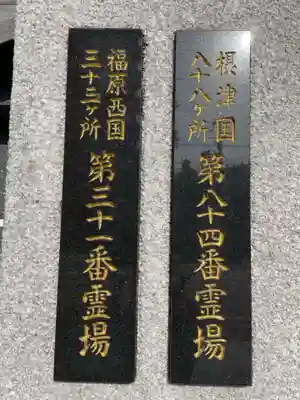 摂津国
八十八ヶ所
第八十四番霊場
福原西国
三十三ヶ所
第三十一番霊場